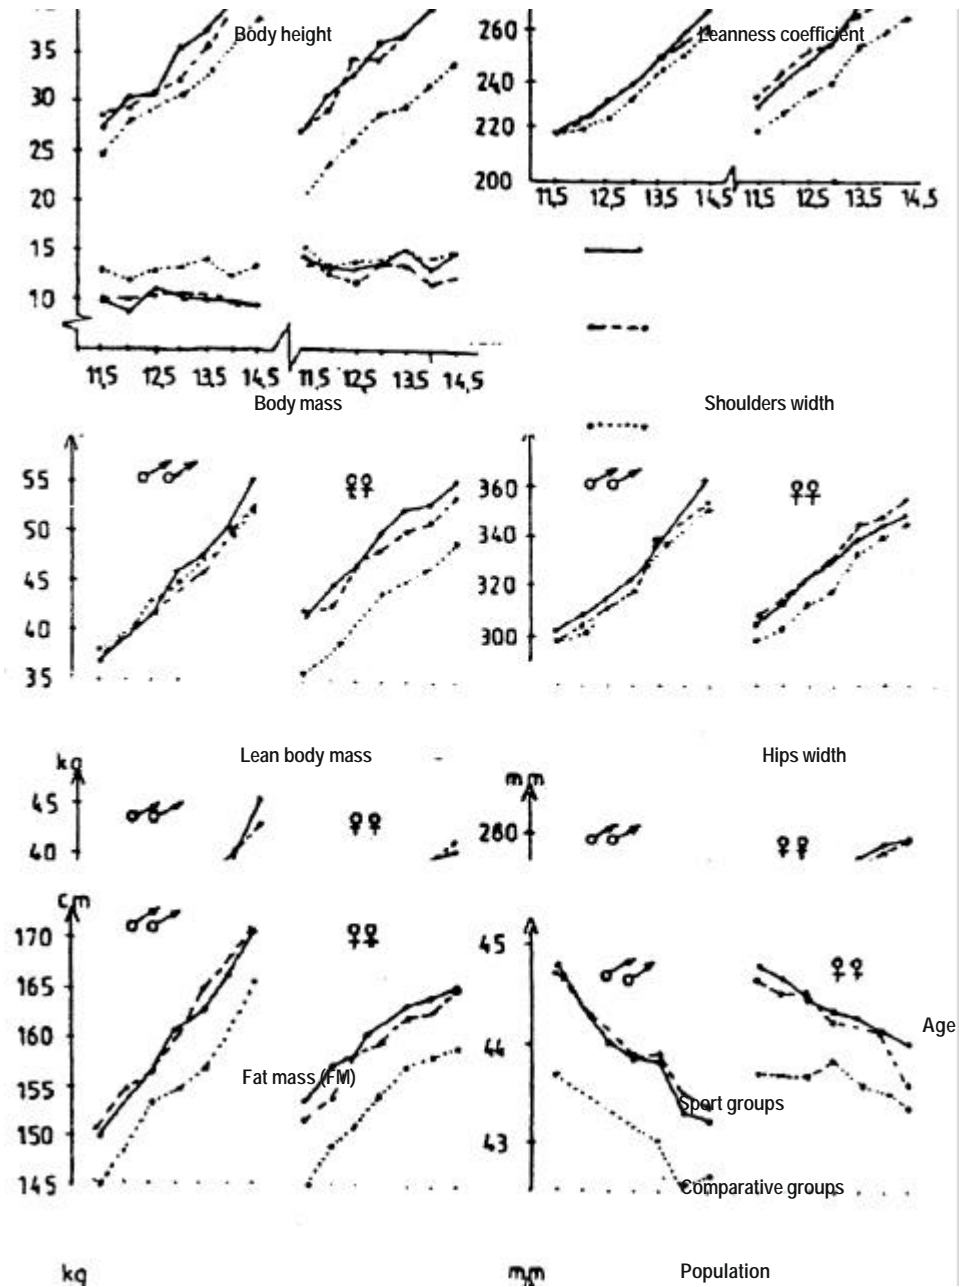 35 260
Body height Leanness coefficient
30 240
25 220
20 200
11,5 12,5 13,5 14,5 11,5 12,5 13,5 14,5
15
10
11,5 12,5 13,5 14,5 11,5 12,5 13,5 14,5
Body mass Shoulders width
♂♂ ♀♀ ♂♂ ♀♀
55 360
50 340
45 320
40 300
35
Lean body mass Hips width
kg mm
45 ♂♂ ♀♀ 260 ♂♂ ♀♀
40
cm
♂♂ ♀♀ ♂♂ ♀♀
170 45
165
160 Age
155 44
Fat mass (FM)
Sport groups
150 43
145
Comparative groups
kg mm Population